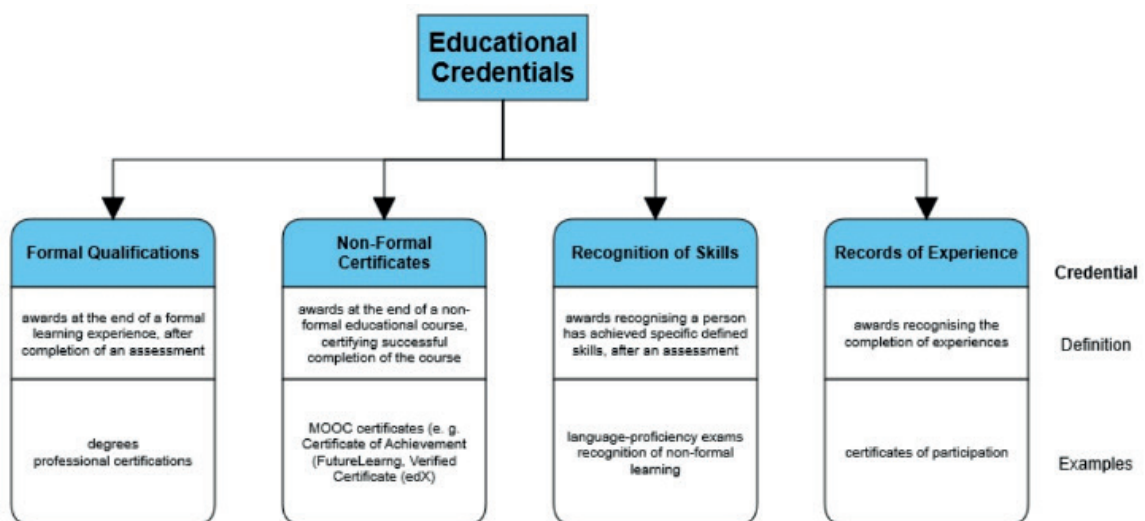 Educational
Credentials
Formal Qualifications
awards at the end of a formal
learning experience, after
completion of an assessment
degrees
professional certifications
Non-Formal
Certificates
awards at the end of a non-
formal educational course,
certifying successful
completion of the course
MOOC certificates (e. g.
Certificate of Achievement
(FutureLearng, Verified
Certificate (edX)
Recognition of Skills
awards recognising a person
has achieved specific defined
skills, after an assessment
language-proficiency exams
recognition of non-formal
learning
Records of Experience
awards recognising the
completion of experiences
certificates of participation
Credential
Definition
Examples